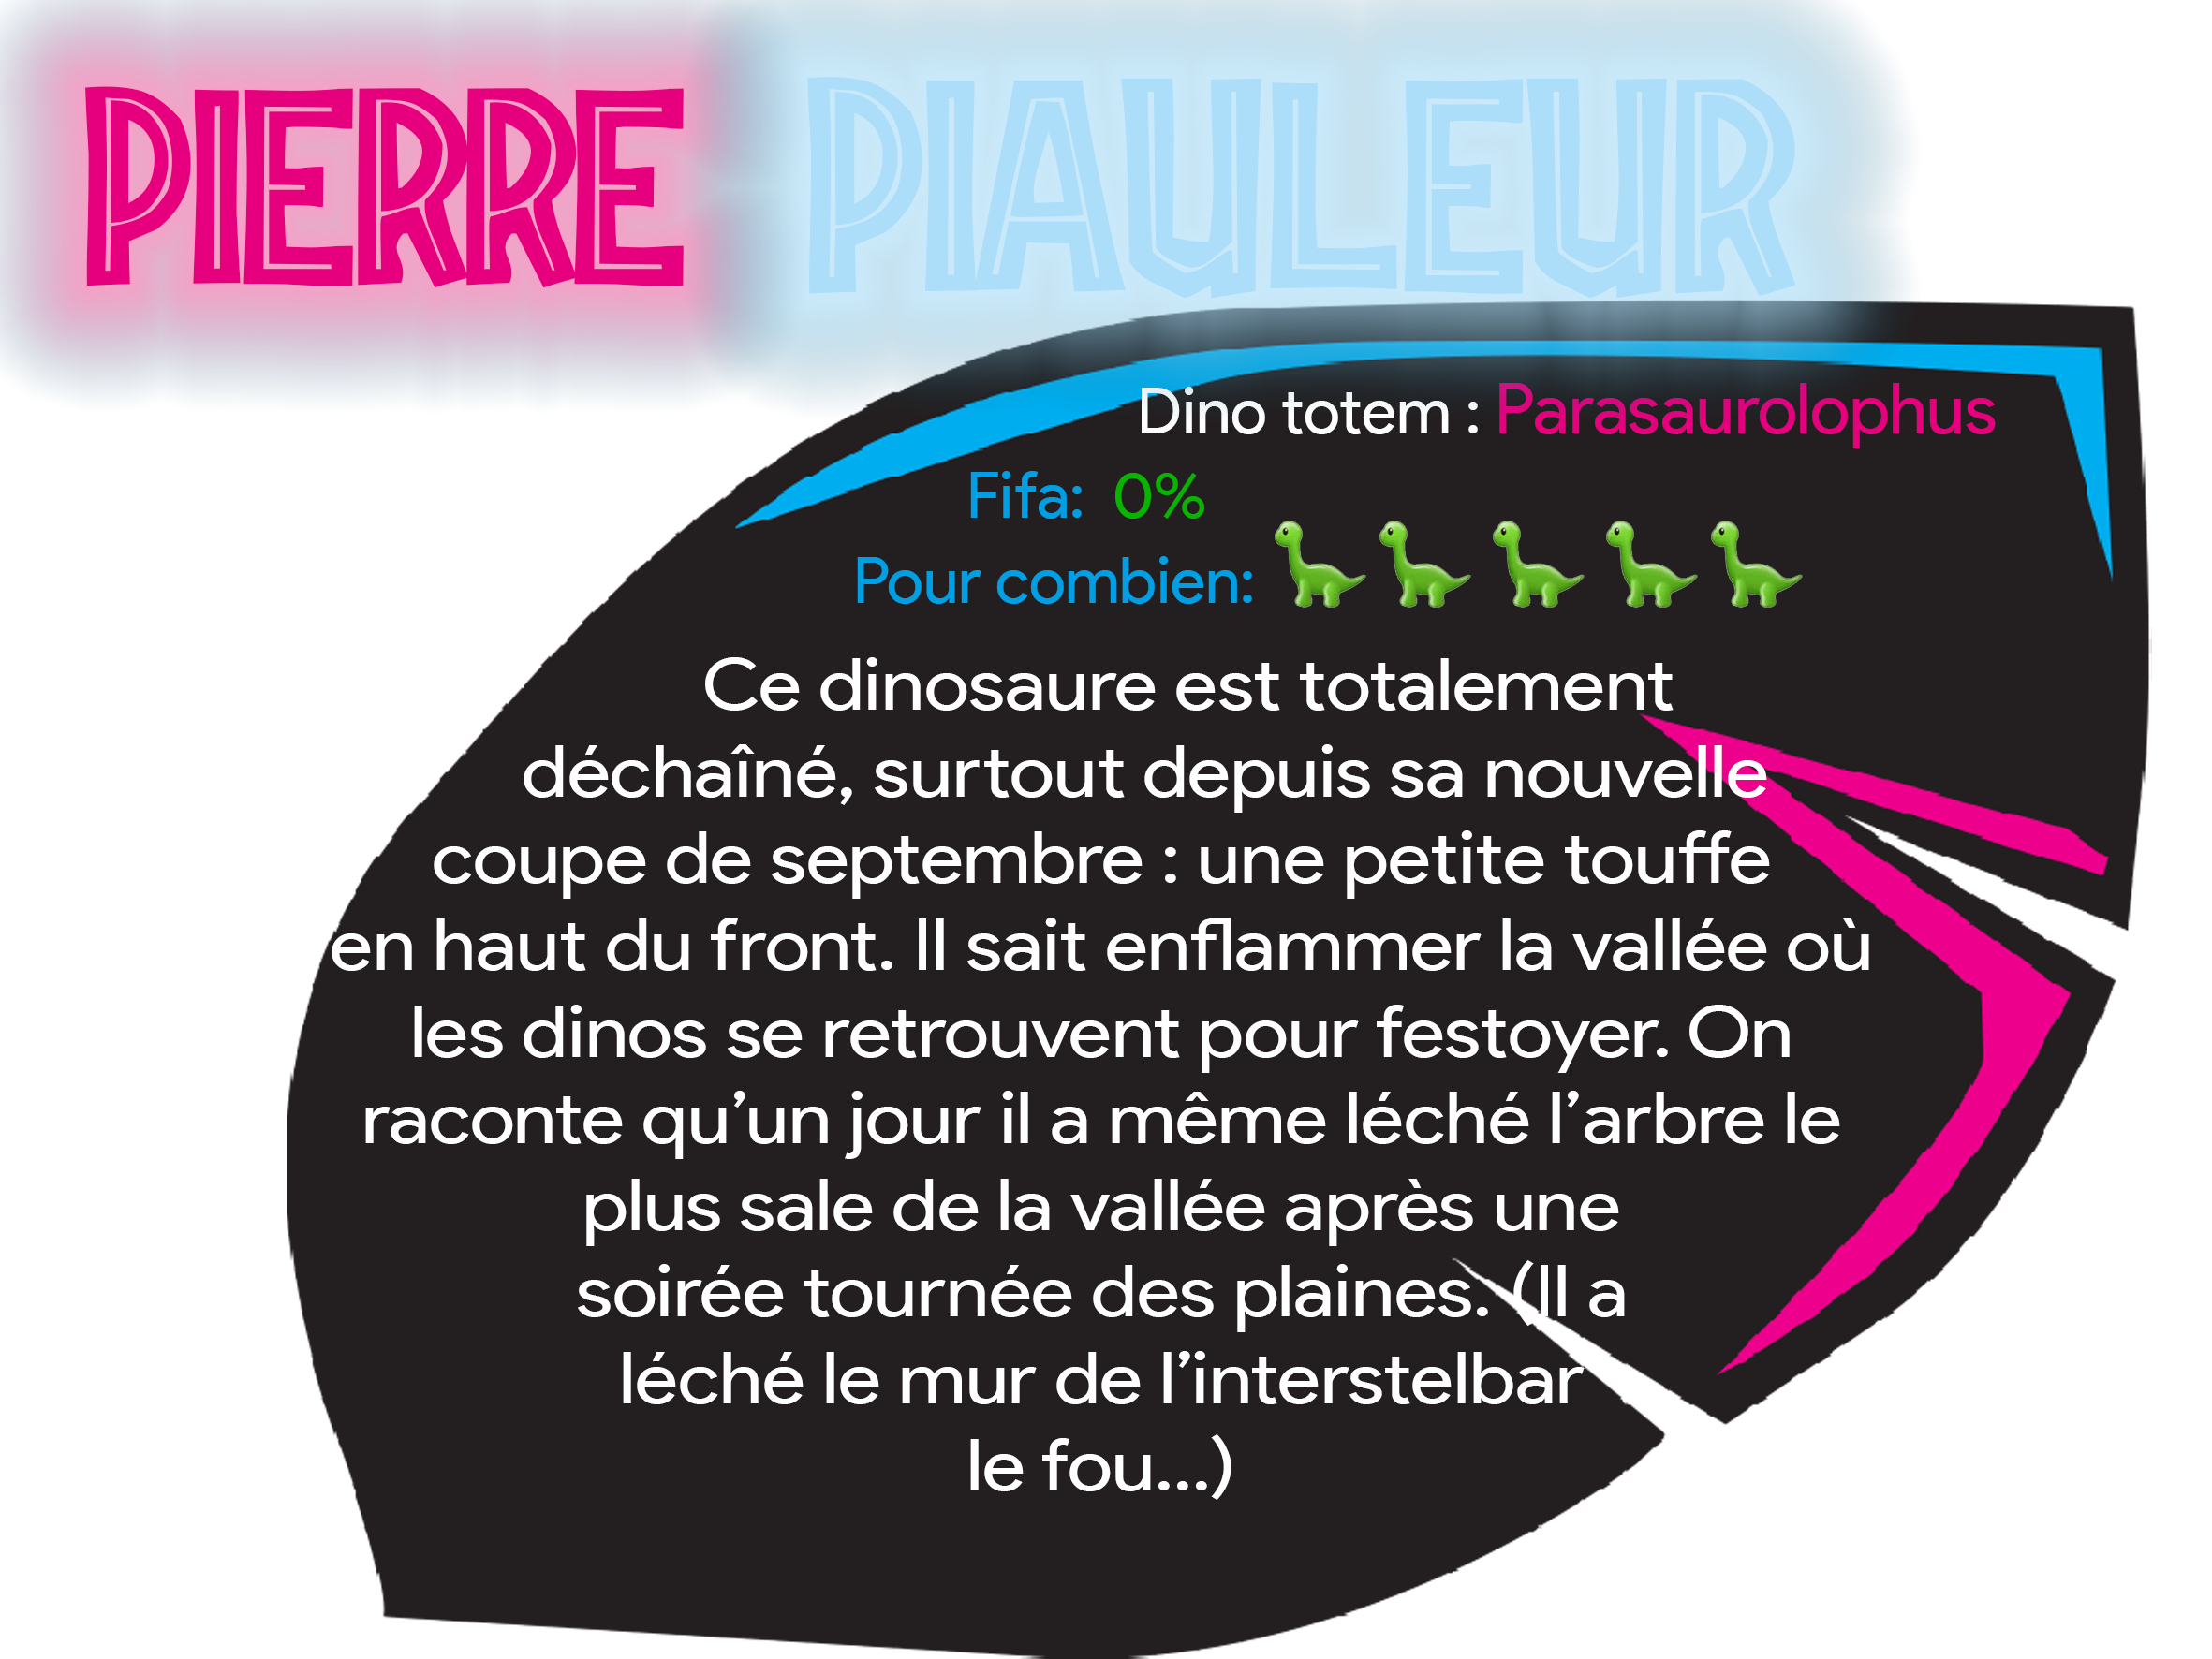 PIERRE PIAULEUR
Dino totem : Parasaurolophus
Fifa: 0%
Pour combien: 🦕 🦕 🦕 🦕 🦕
Ce dinosaure est totalement
déchaîné, surtout depuis sa nouvelle
coupe de septembre : une petite touffe
en haut du front. Il sait enflammer la vallée où
les dinos se retrouvent pour festoyer. On
raconte qu’un jour il a même léché l’arbre le
plus sale de la vallée après une
soirée tournée des plaines. (Il a
léché le mur de l’interstelbar
le fou...)